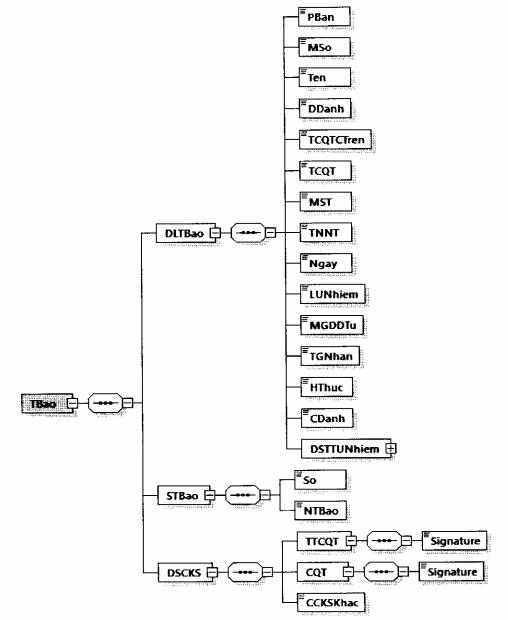 PBan
MSo
Ten
DDanh
TCQTCTren
TCQT
MST
DLTBao
TNNT
Ngay
LUNhiem
MGDDTu
TGNhan
HThuc
TBao
CDanh
DSTTUNhiem
So
STBao
NTBao
TTCQT
Signature
DSCKS
CQT
Signature
CCKSKhac